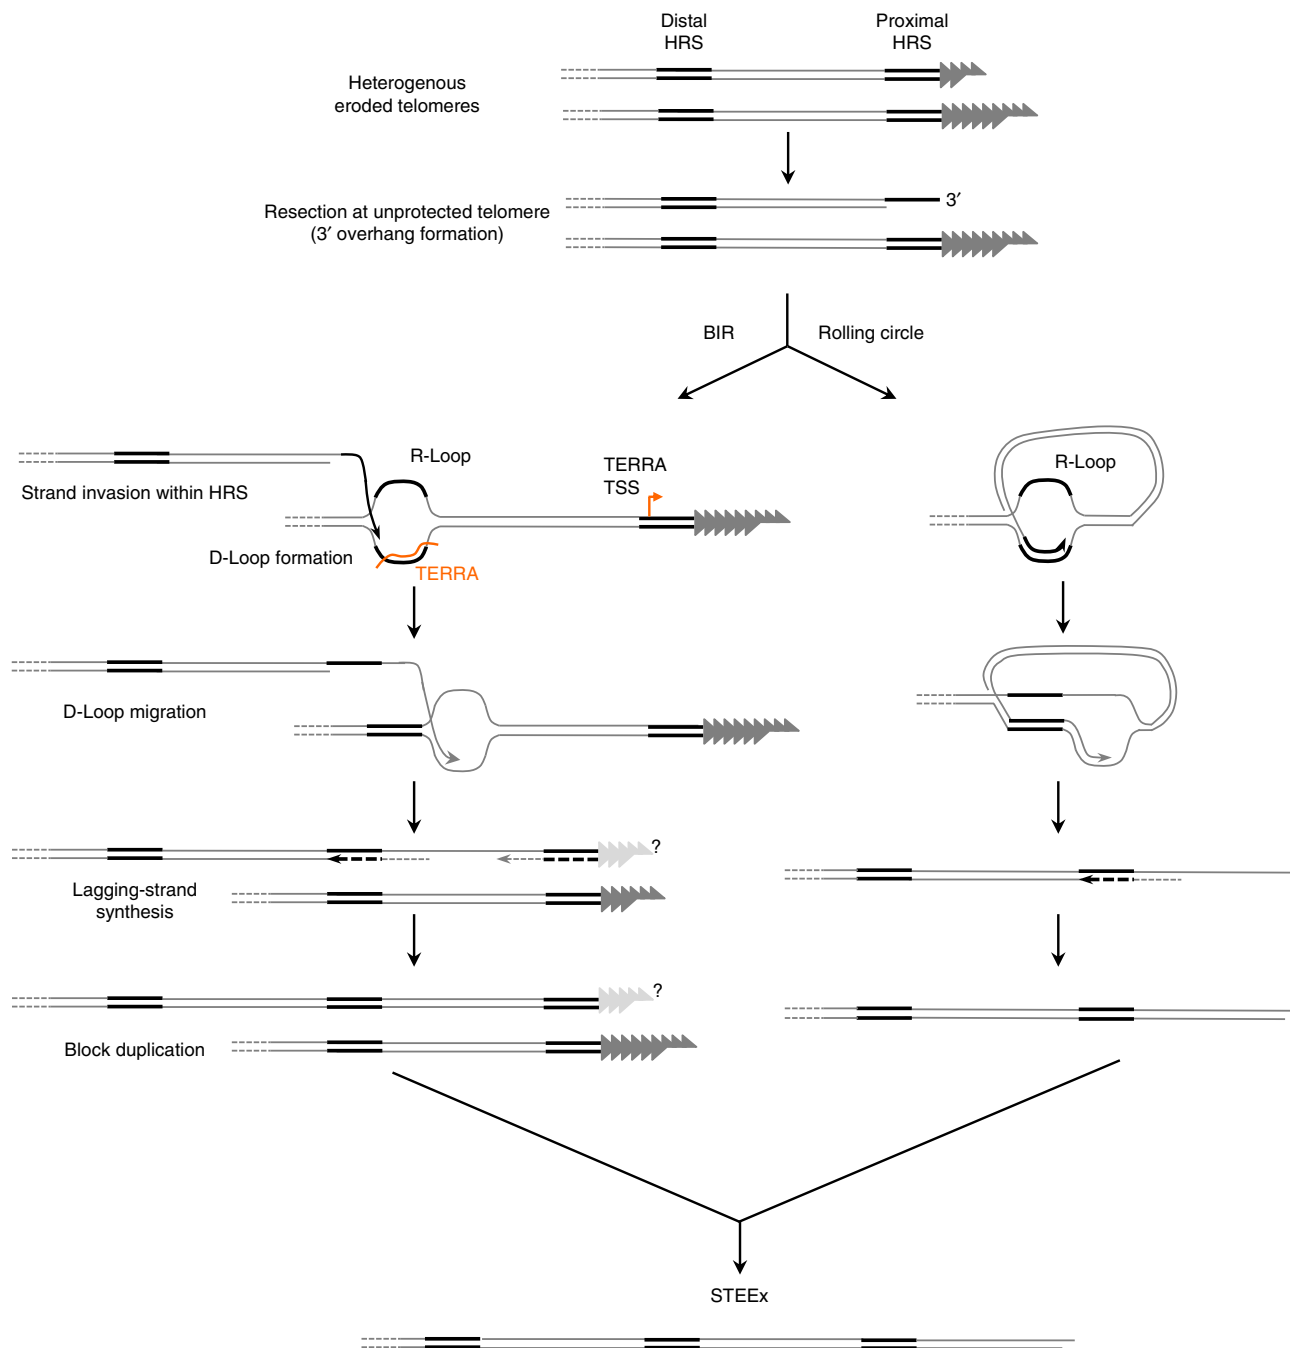 Distal
HRS
Proximal
HRS
Heterogenous
eroded telomeres
Resection at unprotected telomere
(3′ overhang formation)
3′
BIR
Rolling circle
R-Loop
TERRA
TSS
R-Loop
Strand invasion within HRS
D-Loop formation
TERRA
D-Loop migration
?
Lagging-strand
synthesis
?
Block duplication
STEEx